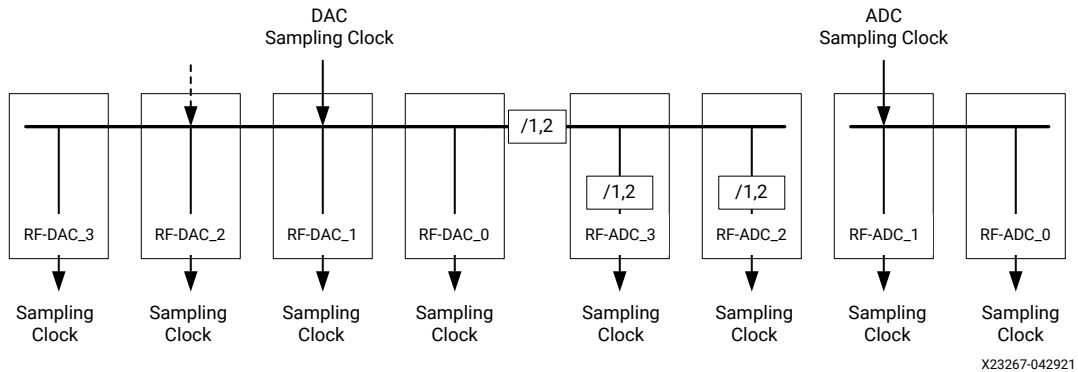 DAC
Sampling Clock
ADC
Sampling Clock
/1,2
/1,2
/1,2
RF-DAC_3
RF-DAC_2
RF-DAC_1
RF-DAC_0
RF-ADC_3
RF-ADC_2
RF-ADC_1
RF-ADC_0
Sampling
Clock
Sampling
Clock
Sampling
Clock
Sampling
Clock
Sampling
Clock
Sampling
Clock
Sampling
Clock
Sampling
Clock
X23267-042921